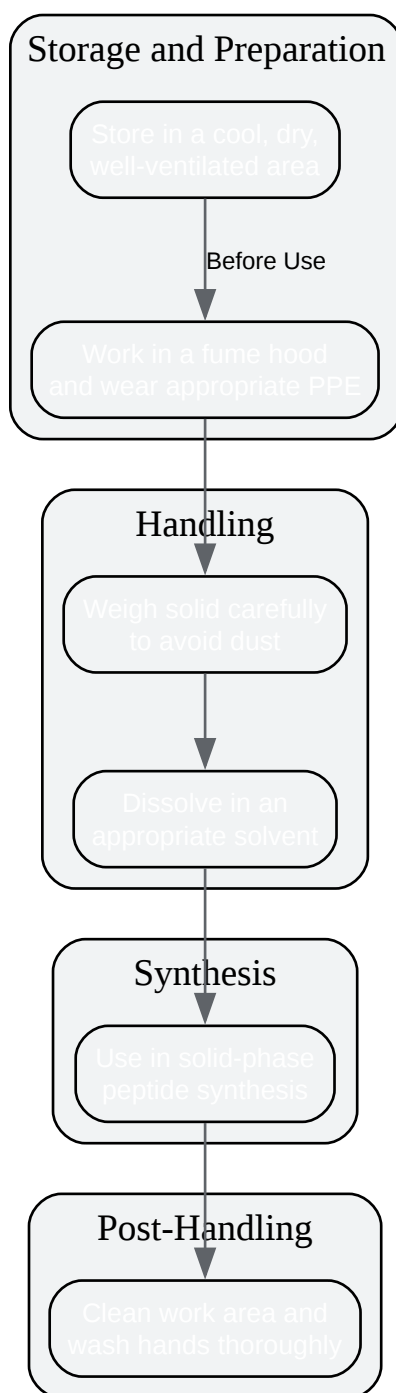 Storage and Preparation
Store in a cool, dry,
well-ventilated area
Before Use
Work in a fume hood
and wear appropriate PPE
Handling
Weigh solid carefully
to avoid dust
Dissolve in an
appropriate solvent
Synthesis
Use in solid-phase
peptide synthesis
Post-Handling
Clean work area and
wash hands thoroughly